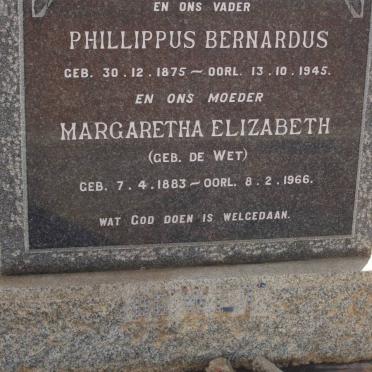 EN ONS VADER
PHILLIPPUS BERNARDUS
GEB. 30.12.1875 ~ OORL. 13.10.1945.
EN ONS MOEDER
MARGARETHA ELIZABETH
(GEB. DE WET)
GEB. 7.4.1883 ~ OORL. 8.2.1966.
WAT GOD DOEN IS WELGEDAAN.